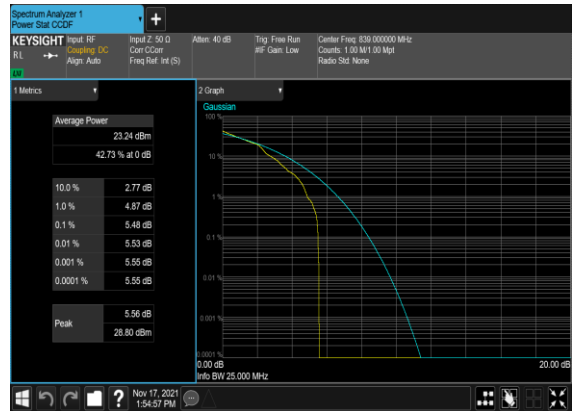 Spectrum Analyzer 1
Power Stat CCDF
KEYSIGHT
Input: RF
Input Z: 50 Ω
Atten: 40 dB
Trig: Free Run
Center Freq: 839.000000 MHz
R L
Coupling: DC
Corr CCorr
#IF Gain: Low
Counts: 1.00 M/1.00 Mpt
Align: Auto
Freq Ref: Int (S)
Radio Std: None
1 Metrics
2 Graph
Gaussian
Average Power
23.24 dBm
42.73 % at 0 dB
10.0 % 2.77 dB
1.0 % 4.87 dB
0.1 % 5.48 dB
0.01 % 5.53 dB
0.001 % 5.55 dB
0.0001 % 5.55 dB
Peak
5.56 dB
28.80 dBm
100 %
10 %
1 %
0.1 %
0.01 %
0.001 %
0.0001 %
0.00 dB
20.00 dB
Info BW 25.000 MHz
?
Nov 17, 2021
1:54:57 PM